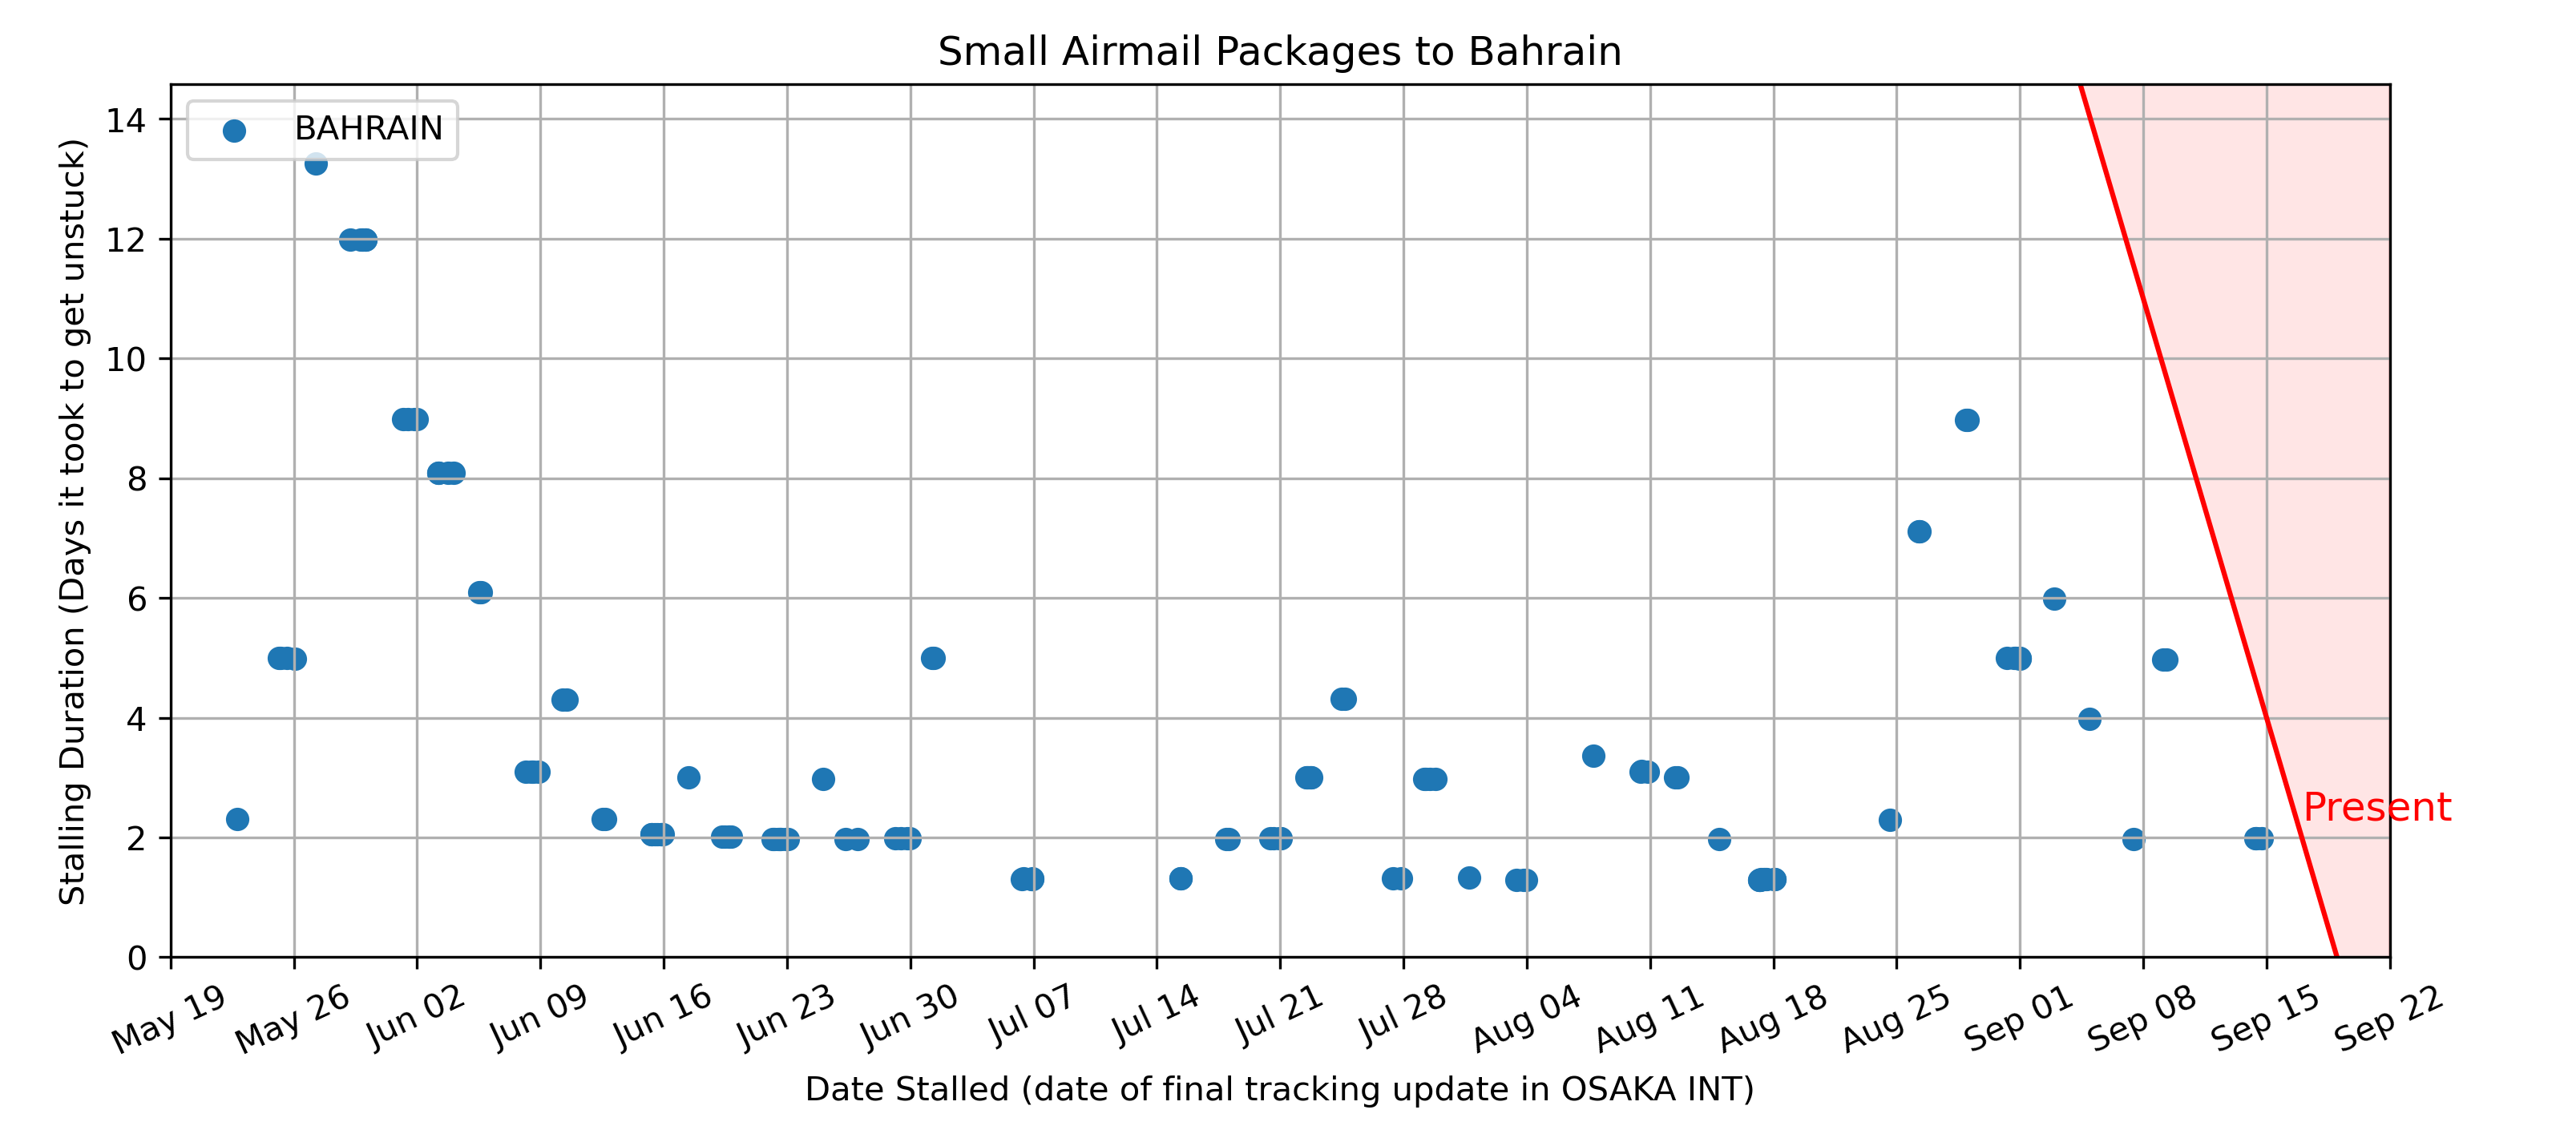 Small Airmail Packages to Bahrain
BAHRAIN
Stalling Duration (Days it took to get unstuck)
14
12
10
8
6
4
2
0
Present
May 19
May 26
Jun 02
Jun 09
Jun 16
Jun 23
Jun 30
Jul 07
Jul 14
Jul 21
Jul 28
Aug 04
Aug 11
Aug 18
Aug 25
Sep 01
Sep 08
Sep 15
Sep 22
Date Stalled (date of final tracking update in OSAKA INT)